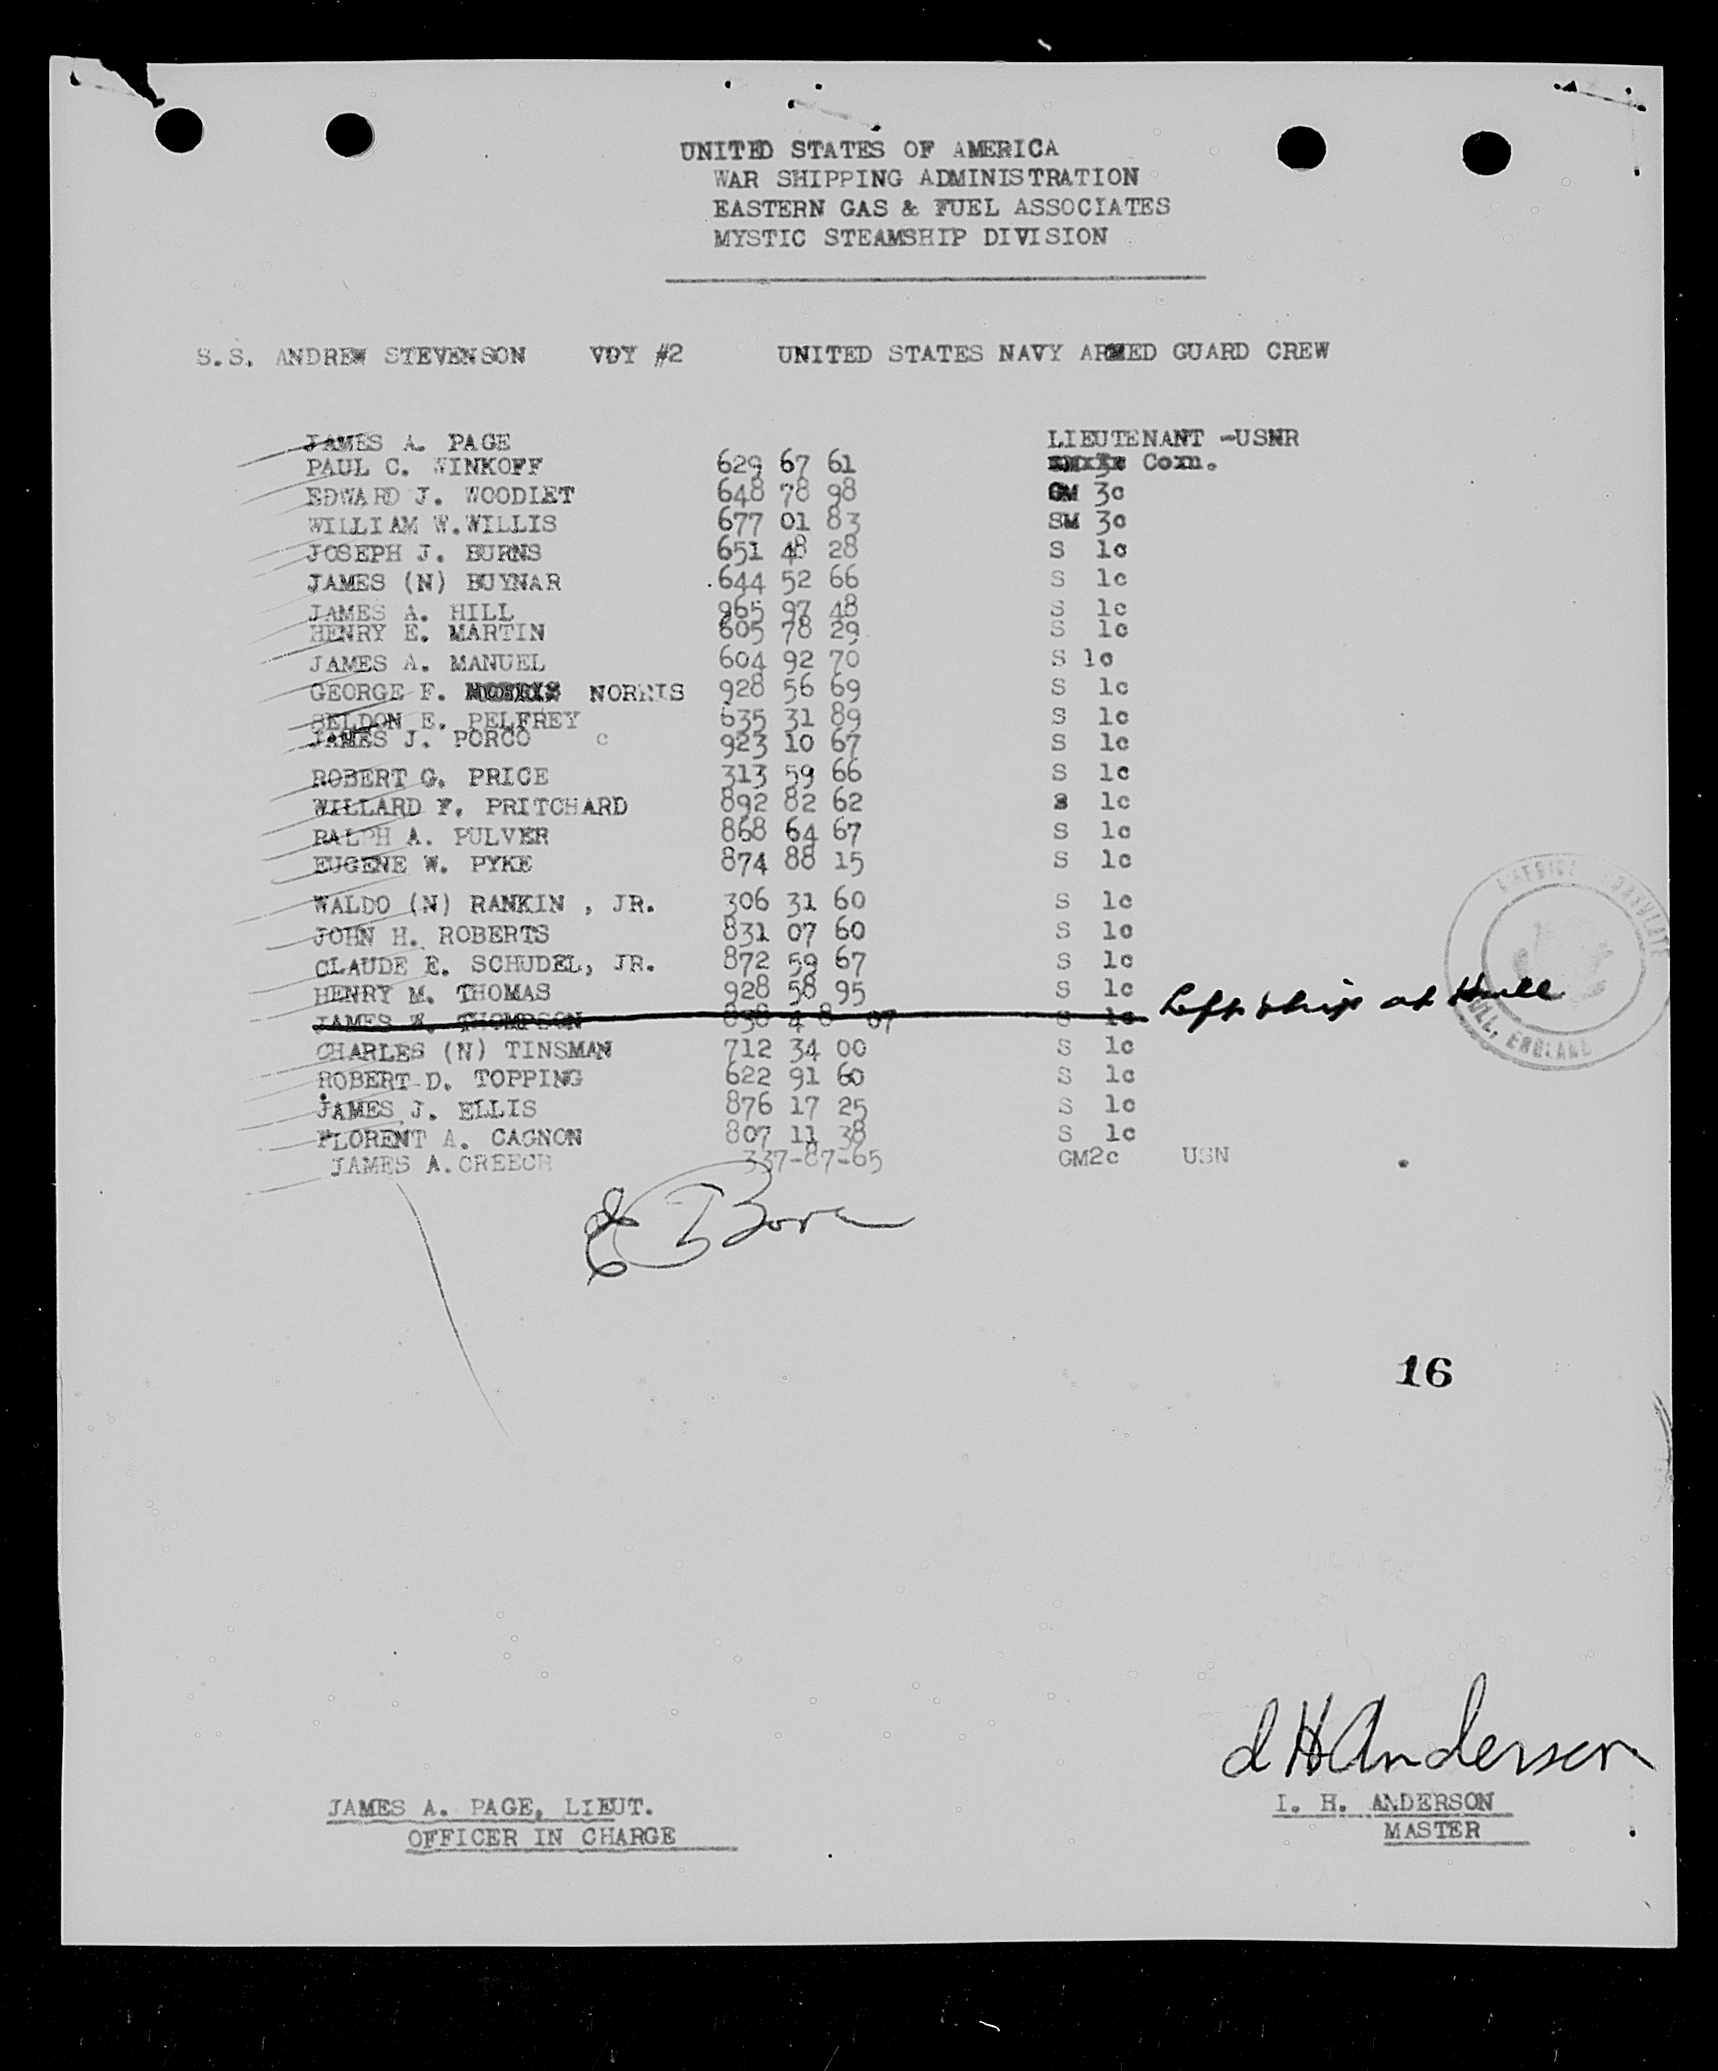 UNITED STATES OF AMERICA
WAR SHIPPING ADMINISTRATION
EASTERN GAS & FUEL ASSOCIATES
MYSTIC STEAMSHIP DIVISION
S.S. ANDREW STEVENSON VOY #2 UNITED STATES NAVY ARMED GUARD CREW
JAMES A. PAGE LIEUTENANT -USNR
PAUL C. WINKOFF 629 67 61 Coxn.
EDWARD J. WOODIET 648 78 98 GM 3c
WILLIAM W.WILLIS 677 01 83 SM 3c
JOSEPH J. BURNS 651 48 28 S 1c
JAMES (N) BUYNAR 644 52 66 S 1c
JAMES A. HILL 965 97 48 S 1c
HENRY E. MARTIN 605 78 29 S 1c
JAMES A. MANUEL 604 92 70 S 1c
GEORGE F. NORRIS 928 56 69 S 1c
SELDON E. PELFREY 635 31 89 S 1c
JAMES J. PORCO c 923 10 67 S 1c
ROBERT G. PRICE 313 59 66 S 1c
WILLARD F. PRITCHARD 892 82 62 S 1c
RALPH A. PULVER 868 64 67 S 1c
EUGENE W. PYKE 874 88 15 S 1c
WALDO (N) RANKIN , JR. 306 31 60 S 1c
JOHN H. ROBERTS 831 07 60 S 1c
CLAUDE E. SCHUDEL, JR. 872 59 67 S 1c
HENRY M. THOMAS 928 58 95 S 1c
JAMES W. THOMPSON 838 4 8 07 S 1c Left ship at Hull
CHARLES (N) TINSMAN 712 34 00 S 1c
ROBERT D. TOPPING 622 91 60 S 1c
JAMES J. ELLIS 876 17 25 S 1c
FLORENT A. CAGNON 807 11 38 S 1c
JAMES A.CREECH 337-87-65 GM2c USN
HULL, ENGLAND
16
I H Anderson
JAMES A. PAGE, LIEUT. I. H. ANDERSON
OFFICER IN CHARGE MASTER